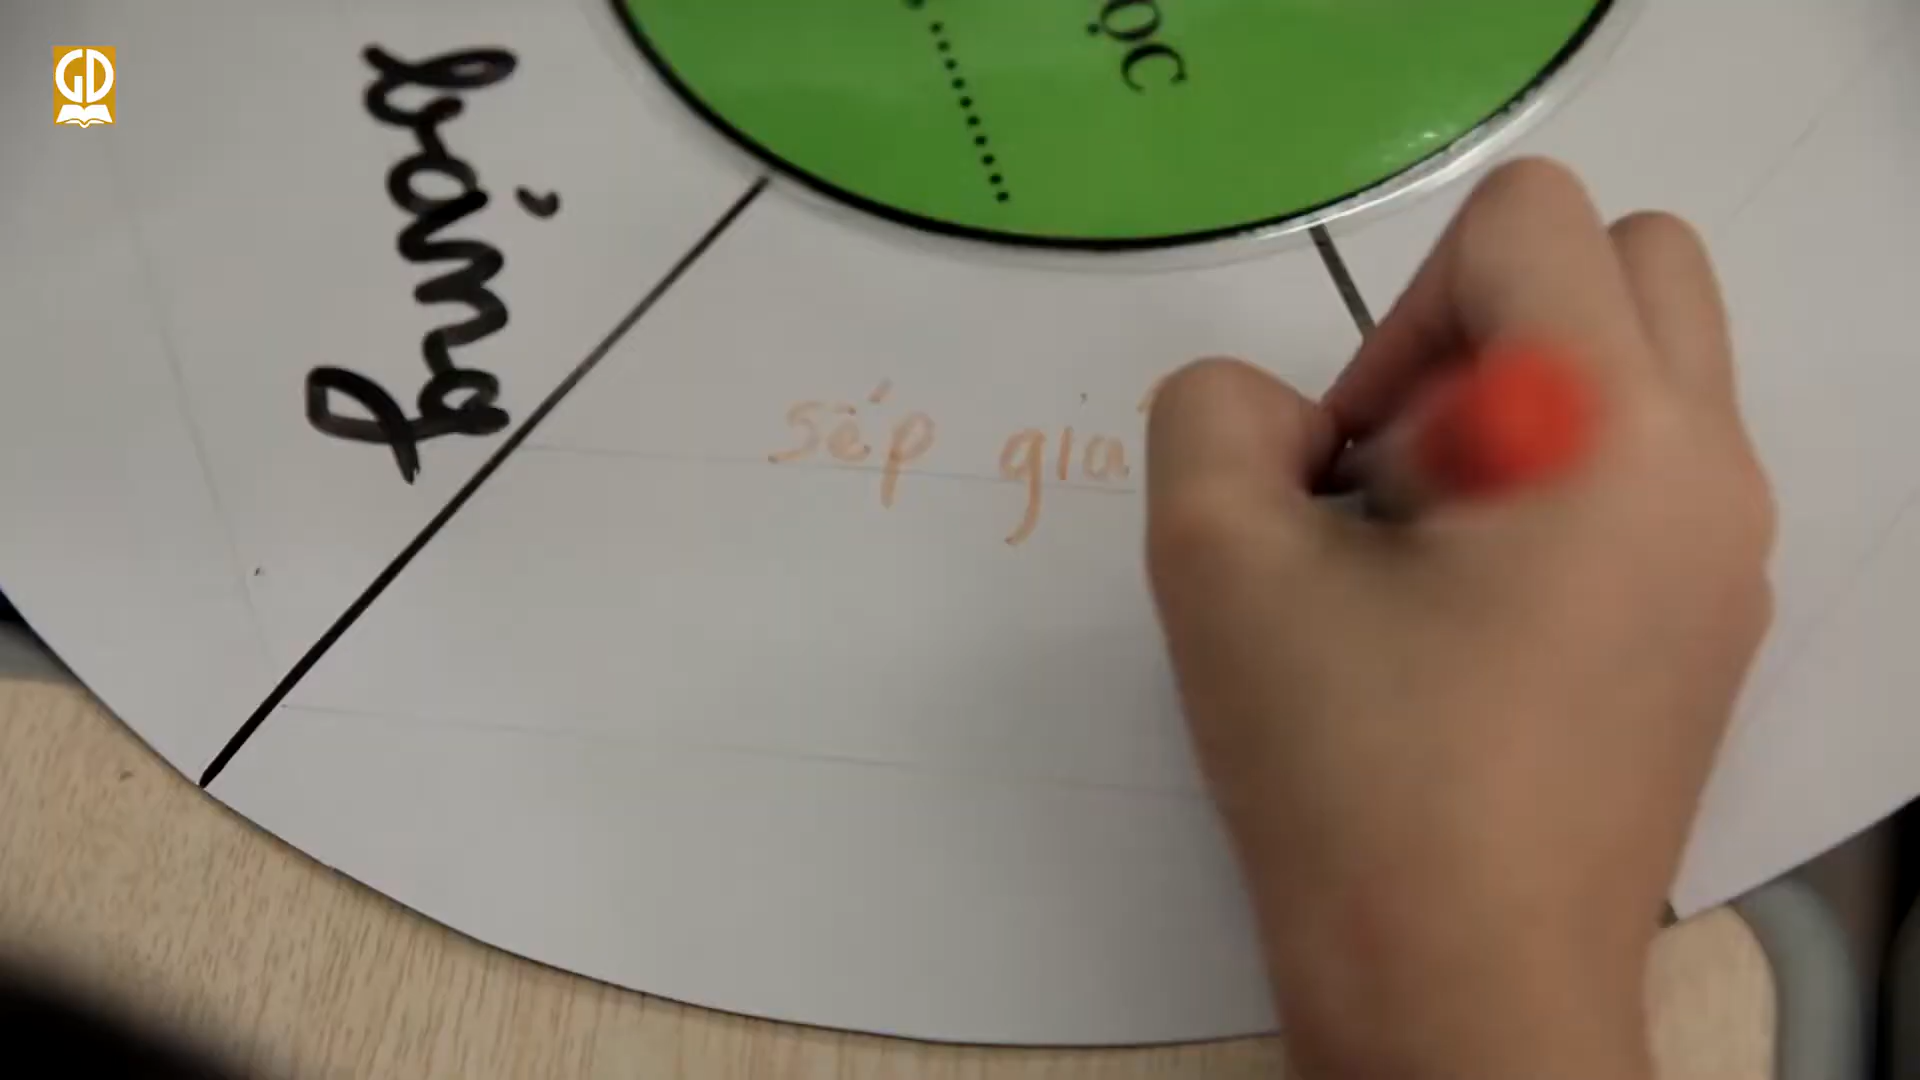 GD
ỌC
bảng
sếp gia